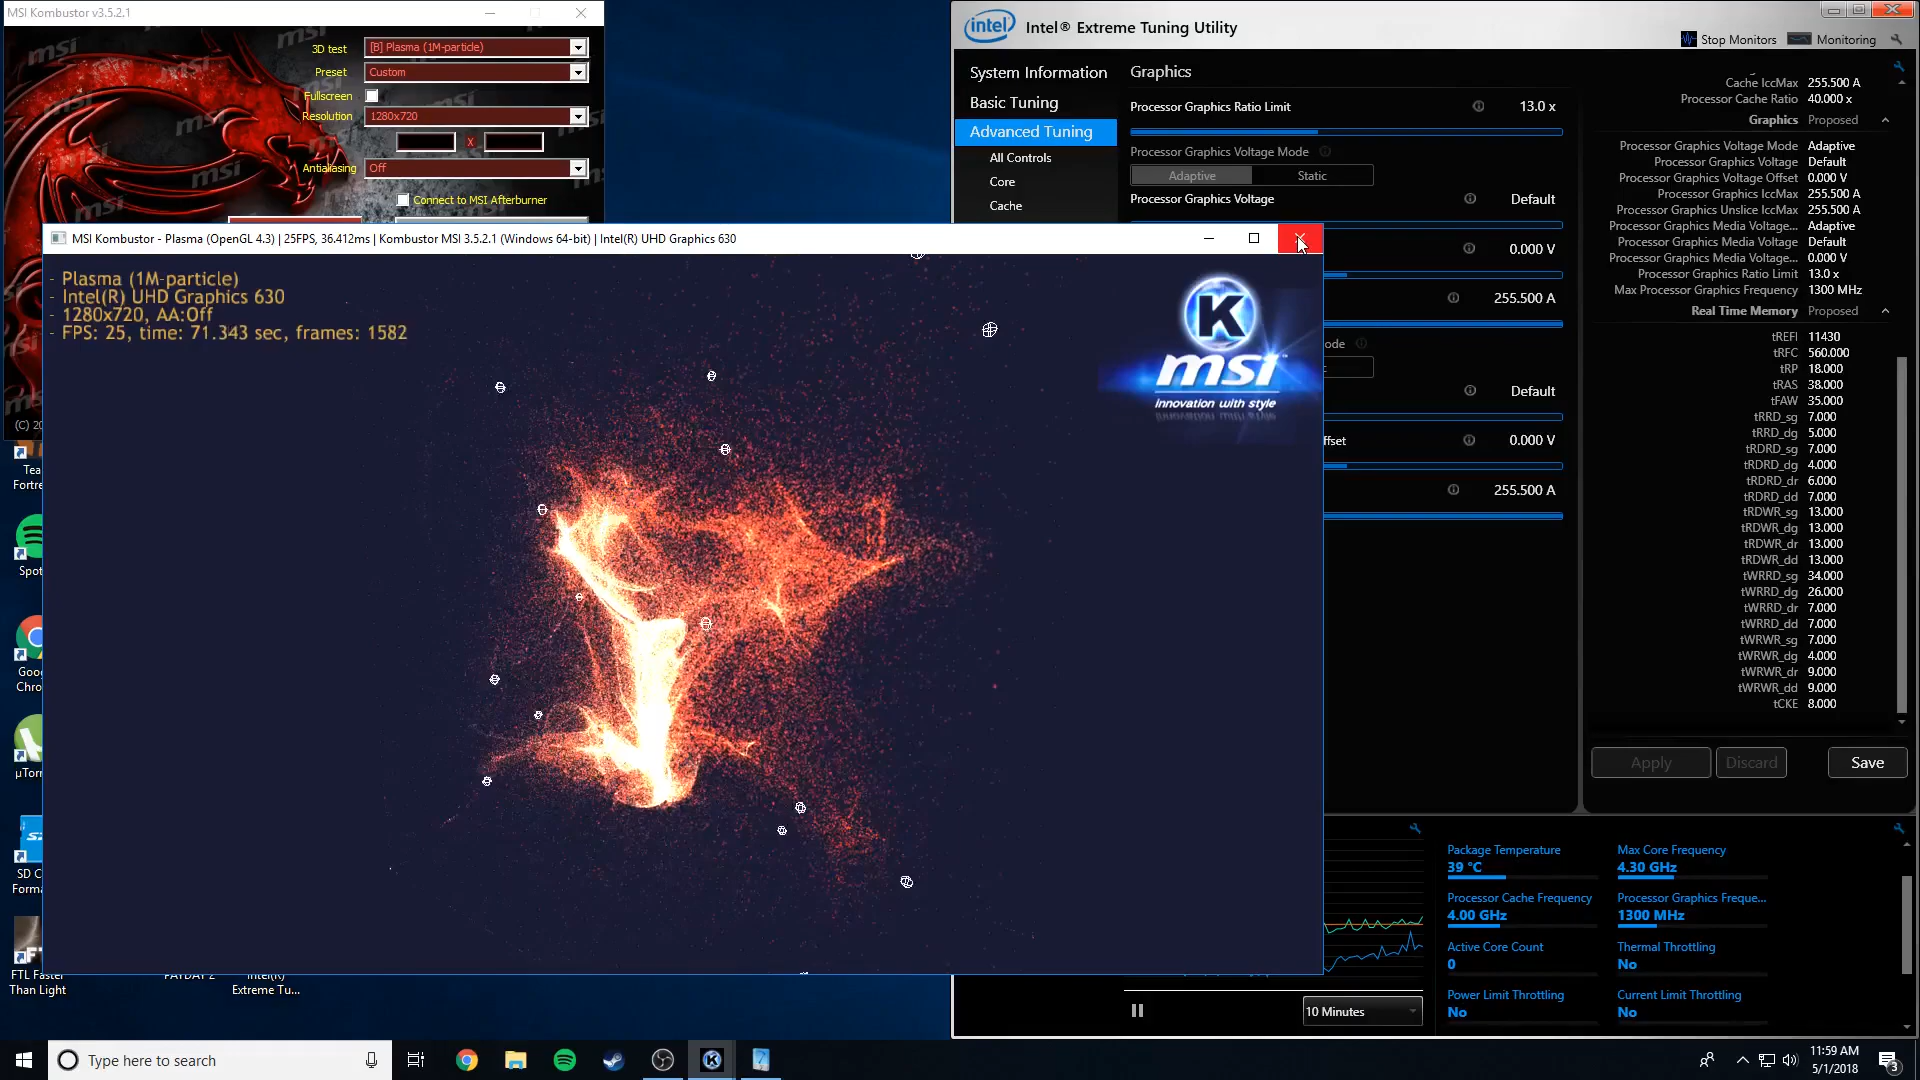 MSI Kombustor v3.5.2.1
3D test
[B] Plasma (1M-particle)
Preset
Custom
Fullscreen
Resolution
1280x720
X
Antialiasing
Off
Connect to MSI Afterburner
(C) 20
msi
MSI Kombustor - Plasma (OpenGL 4.3) | 25FPS, 36.412ms | Kombustor MSI 3.5.2.1 (Windows 64-bit) | Intel(R) UHD Graphics 630
- Plasma (1M-particle)
- Intel(R) UHD Graphics 630
- 1280x720, AA:Off
- FPS: 25, time: 71.343 sec, frames: 1582
K
msi
innovation with style
Tea
Fortre
Spot
Goo
Chro
µTorr
SD C
Forma
FTL Faster
Than Light
PAYDAY 2
Intel(R)
Extreme Tu...
intel
Intel® Extreme Tuning Utility
Stop Monitors
Monitoring
System Information
Basic Tuning
Advanced Tuning
All Controls
Core
Cache
Graphics
Processor Graphics Ratio Limit 13.0 x
Processor Graphics Voltage Mode
Adaptive
Static
Processor Graphics Voltage Default
0.000 V
255.500 A
ode
Default
ffset 0.000 V
255.500 A
Cache IccMax 255.500 A
Processor Cache Ratio 40.000 x
Graphics Proposed
Processor Graphics Voltage Mode Adaptive
Processor Graphics Voltage Default
Processor Graphics Voltage Offset 0.000 V
Processor Graphics IccMax 255.500 A
Processor Graphics Unslice IccMax 255.500 A
Processor Graphics Media Voltage... Adaptive
Processor Graphics Media Voltage Default
Processor Graphics Media Voltage... 0.000 V
Processor Graphics Ratio Limit 13.0 x
Max Processor Graphics Frequency 1300 MHz
Real Time Memory Proposed
tREFI 11430
tRFC 560.000
tRP 18.000
tRAS 38.000
tFAW 35.000
tRRD_sg 7.000
tRRD_dg 5.000
tRDRD_sg 7.000
tRDRD_dg 4.000
tRDRD_dr 6.000
tRDRD_dd 7.000
tRDWR_sg 13.000
tRDWR_dg 13.000
tRDWR_dr 13.000
tRDWR_dd 13.000
tWRRD_sg 34.000
tWRRD_dg 26.000
tWRRD_dr 7.000
tWRRD_dd 7.000
tWRWR_sg 7.000
tWRWR_dg 4.000
tWRWR_dr 9.000
tWRWR_dd 9.000
tCKE 8.000
Apply
Discard
Save
Package Temperature
39 °C
Max Core Frequency
4.30 GHz
Processor Cache Frequency
4.00 GHz
Processor Graphics Freque...
1300 MHz
Active Core Count
0
Thermal Throttling
No
Power Limit Throttling
No
Current Limit Throttling
No
10 Minutes
Type here to search
11:59 AM
5/1/2018
3